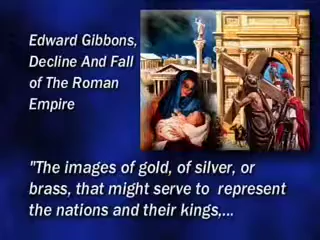 Edward Gibbons,
Decline And Fall
of The Roman
Empire
"The images of gold, of silver, or
brass, that might serve to represent
the nations and their kings,...